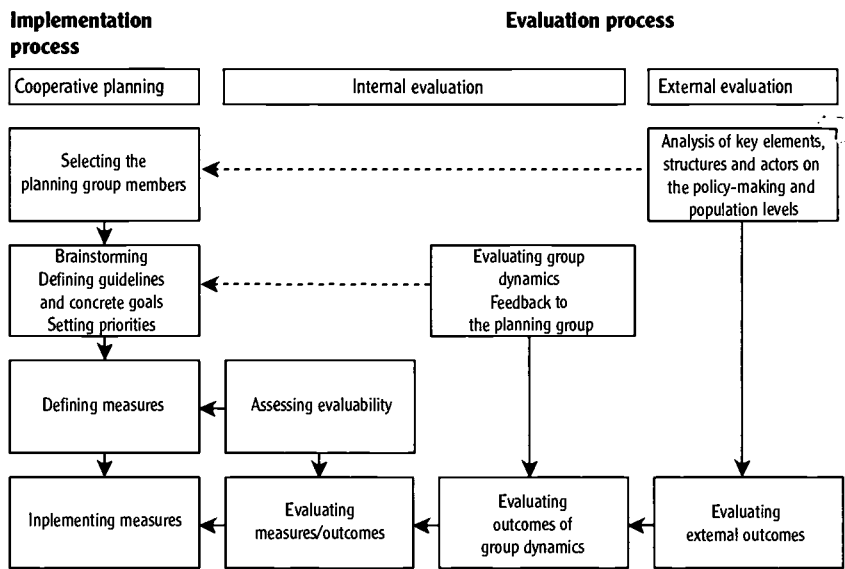 Implementation
process
Evaluation process
Cooperative planning
Internal evaluation
External evaluation
Selecting the
planning group members
Analysis of key elements,
structures and actors on
the policy-making and
population levels
Brainstorming
Defining guidelines
and concrete goals
Setting priorities
Evaluating group
dynamics
Feedback to
the planning group
Defining measures
Assessing evaluability
Inplementing measures
Evaluating
measures/outcomes
Evaluating
outcomes of
group dynamics
Evaluating
external outcomes